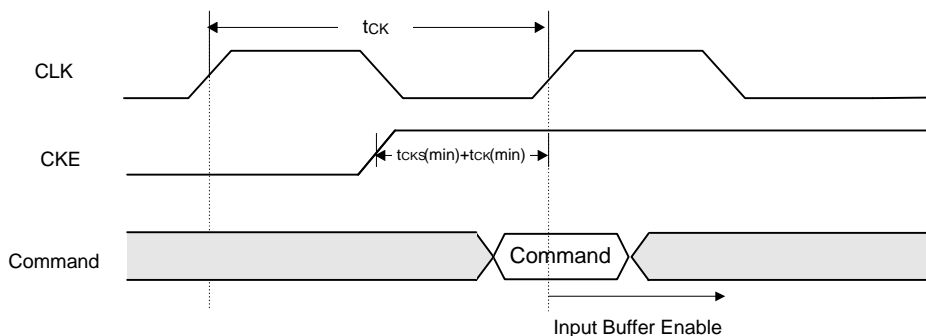 tCK
CLK
CKE
tCKS(min)+tCK(min)
Command
Command
Input Buffer Enable